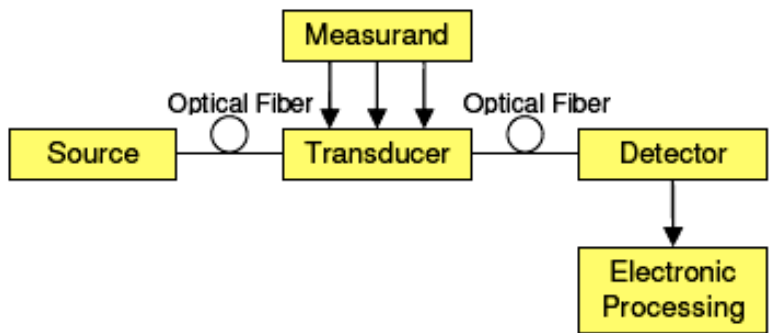 Measurand
Optical Fiber
Optical Fiber
Source
Transducer
Detector
Electronic
Processing